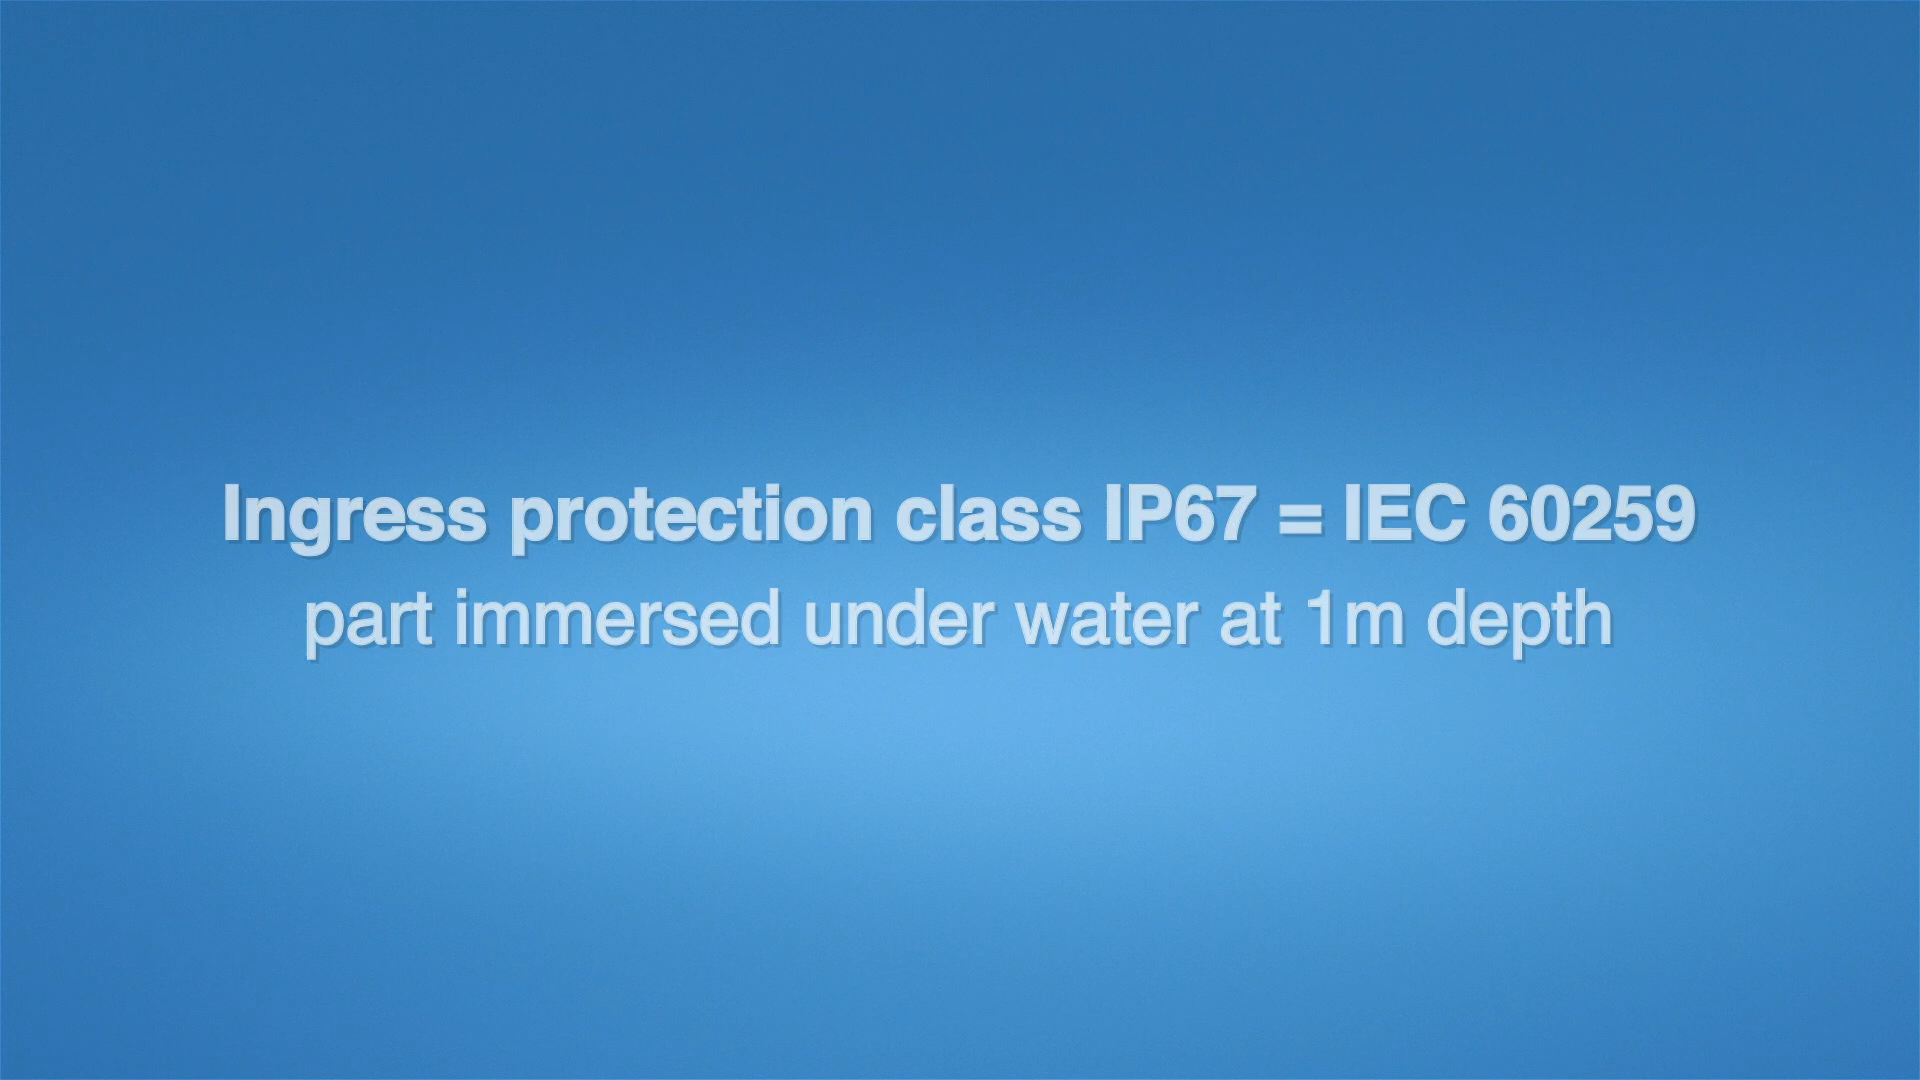 Ingress protection class IP67 = IEC 60259
part immersed under water at 1m depth